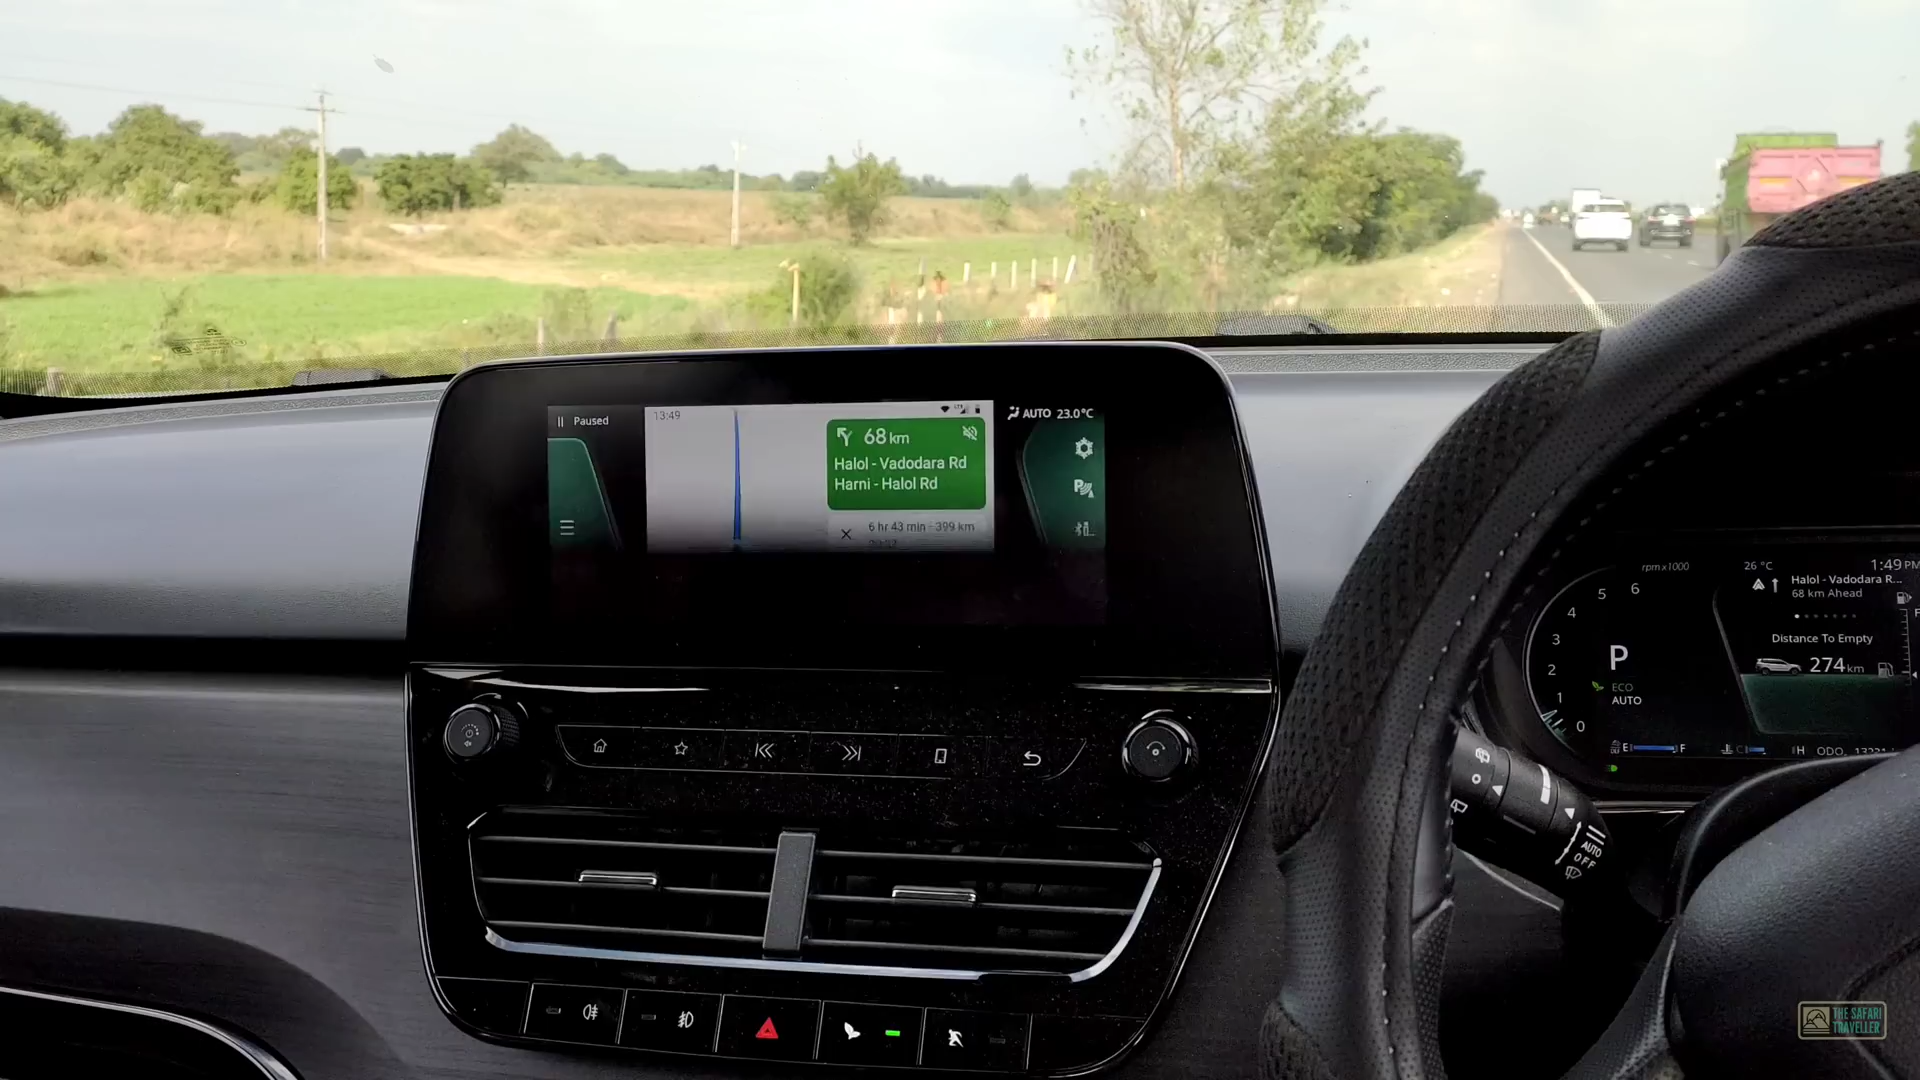 Paused
13:49
LTE
68 km
Halol - Vadodara Rd
Harni - Halol Rd
6 hr 43 min - 399 km
AUTO 23.0°C
rpm x1000
0
1
2
3
4
5
6
P
ECO
AUTO
E F
26 °C
1:49 PM
Halol - Vadodara R...
68 km Ahead
Distance To Empty
274 km
C H
ODO.
AUTO
OFF
THE SAFARI
TRAVELLER